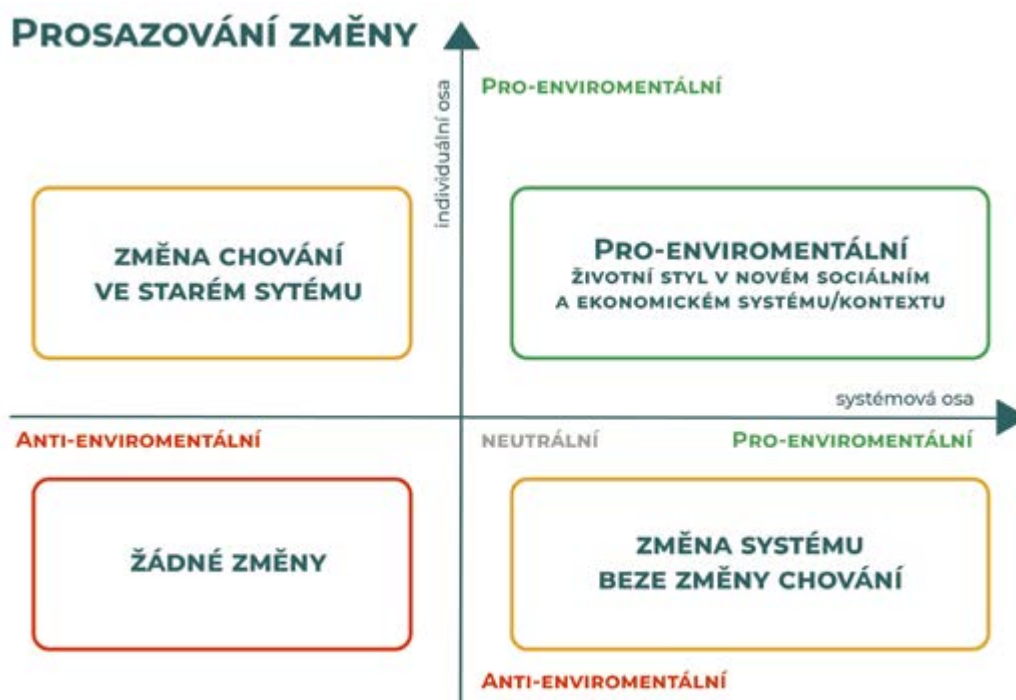 Prosazování změny
individuální osa
Pro-enviromentální
změna chování
ve starém sytému
Pro-enviromentální
životní styl v novém sociálním
a ekonomickém systému/kontextu
systémová osa
Anti-enviromentální
neutrální
Pro-enviromentální
žádné změny
změna systému
beze změny chování
Anti-enviromentální